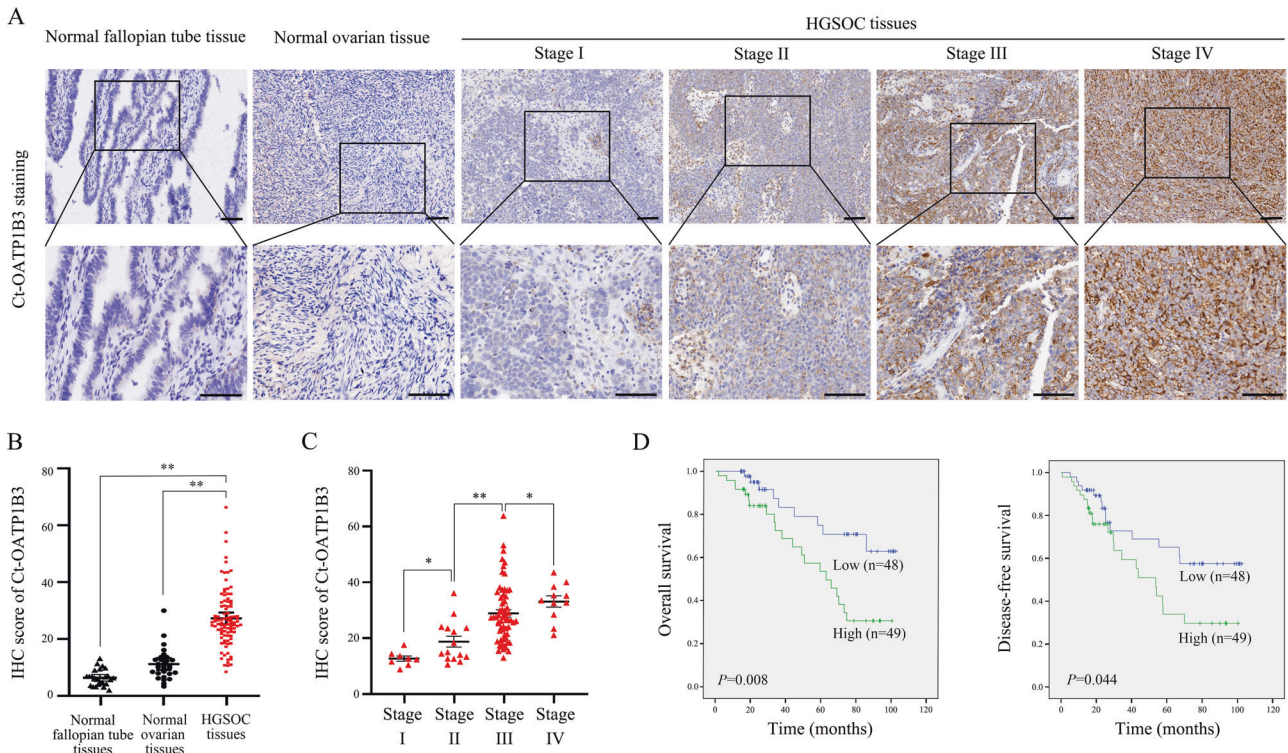 A
HGSOC tissues
Normal fallopian tube tissue
Normal ovarian tissue
Stage I
Stage II
Stage III
Stage IV
Ct-OATP1B3 staining
B
IHC score of Ct-OATP1B3
80
60
40
20
0
**
**
Normal
fallopian tube
tissues
Normal
ovarian
tissues
HGSOC
tissues
C
IHC score of Ct-OATP1B3
80
60
40
20
0
*
**
*
Stage
I
Stage
II
Stage
III
Stage
IV
D
Overall survival
1.0
0.8
0.6
0.4
0.2
0.0
Low (n=48)
High (n=49)
P=0.008
0
20
40
60
80
100
120
Time (months)
Disease-free survival
1.0
0.8
0.6
0.4
0.2
0.0
Low (n=48)
High (n=49)
P=0.044
0
20
40
60
80
100
120
Time (months)